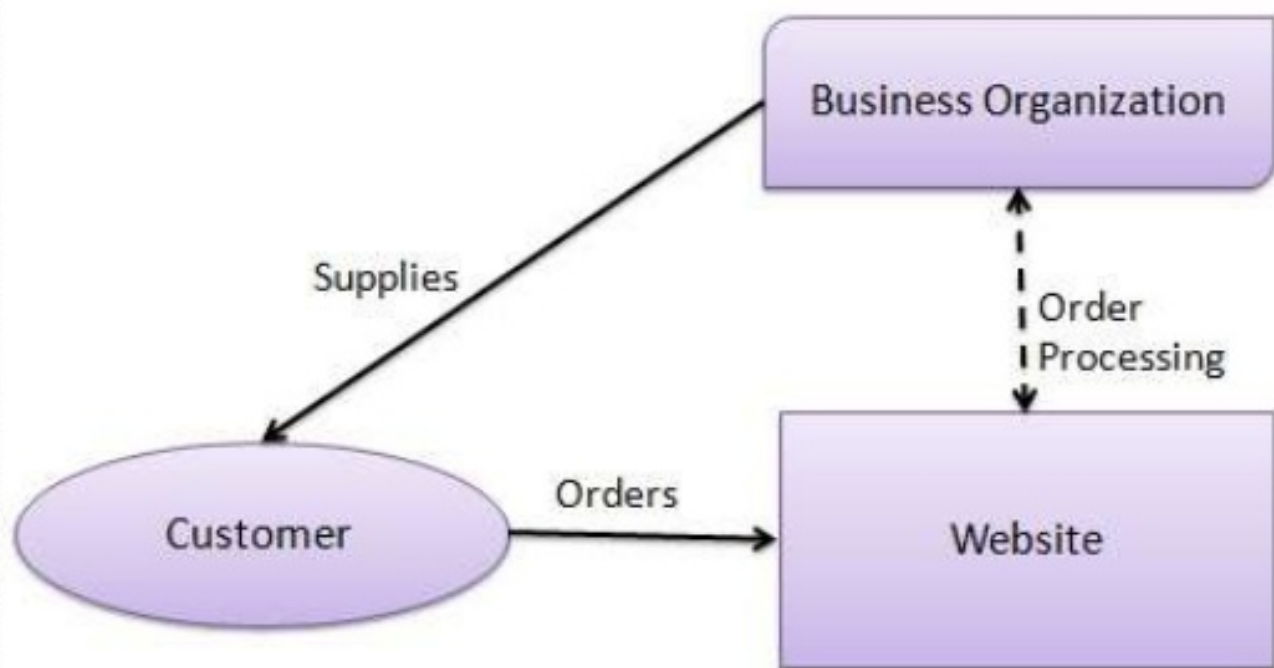 Business Organization
Supplies
Order
Processing
Orders
Customer
Website